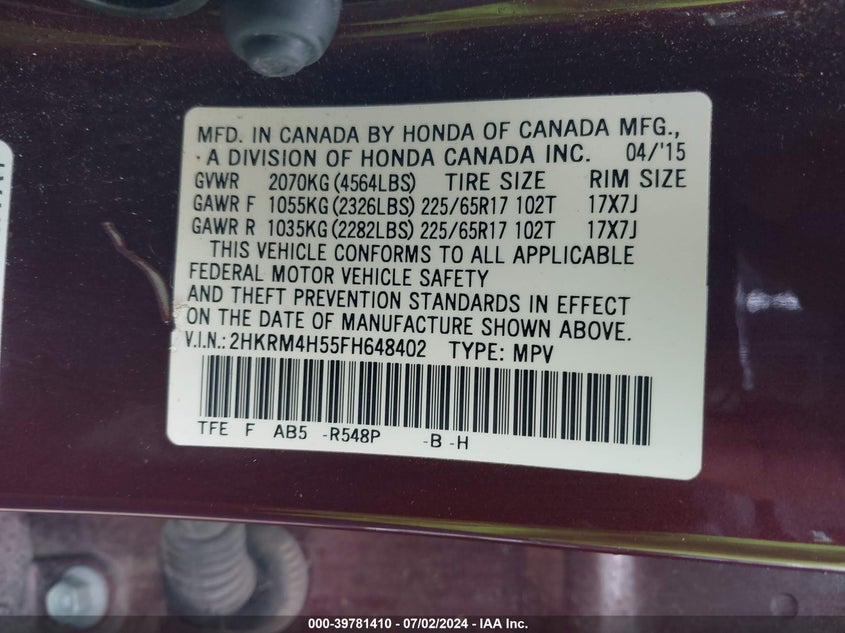 MFD. IN CANADA BY HONDA OF CANADA MFG.,
A DIVISION OF HONDA CANADA INC. 04/'15
GVWR 2070KG (4564LBS) TIRE SIZE RIM SIZE
GAWR F 1055KG (2326LBS) 225/65R17 102T 17X7J
GAWR R 1035KG (2282LBS) 225/65R17 102T 17X7J
THIS VEHICLE CONFORMS TO ALL APPLICABLE
FEDERAL MOTOR VEHICLE SAFETY
AND THEFT PREVENTION STANDARDS IN EFFECT
ON THE DATE OF MANUFACTURE SHOWN ABOVE.
V.I.N.: 2HKRM4H55FH648402 TYPE: MPV
TFE F AB5 -R548P -B -H
000-39781410 - 07/02/2024 - IAA Inc.